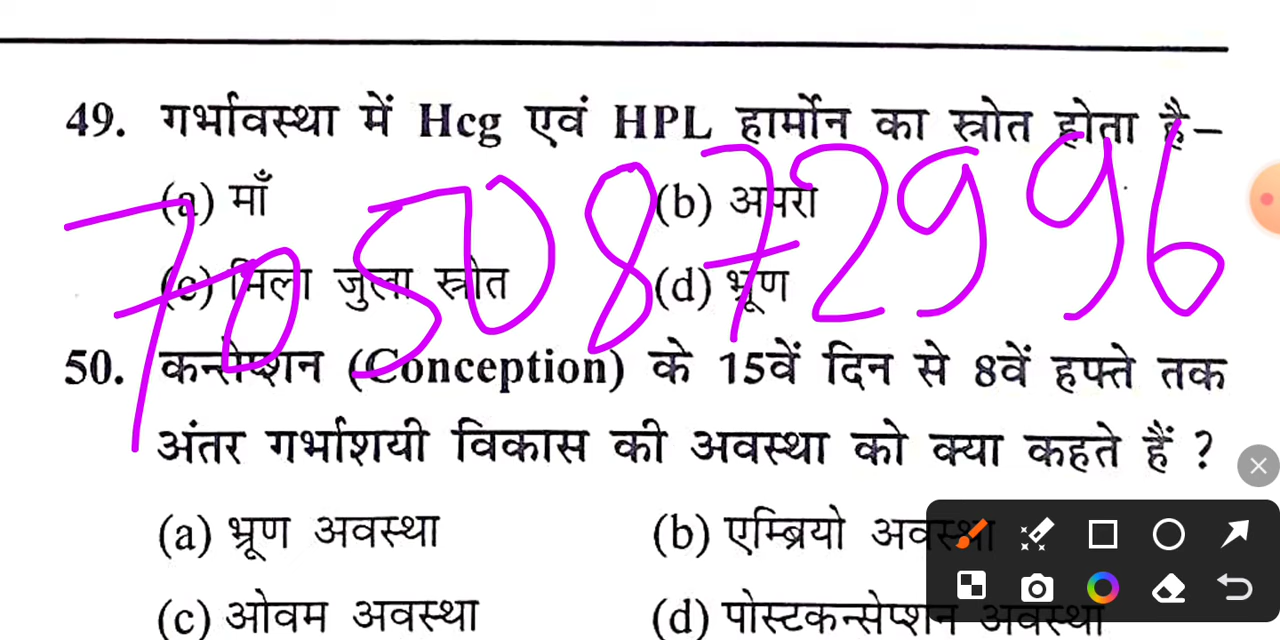 49. गर्भावस्था में Hcg एवं HPL हार्मोन का स्रोत होता है–
(a) माँ (b) अपरा
(c) मिला जुला स्त्रोत (d) भ्रूण
7050872996
50. कन्सेप्शन (Conception) के 15वें दिन से 8वें हफ्ते तक
अंतर गर्भाशयी विकास की अवस्था को क्या कहते हैं ?
(a) भ्रूण अवस्था (b) एम्ब्रियो अवस्था
(c) ओवम अवस्था (d) पोस्टकन्सेप्शन अवस्था